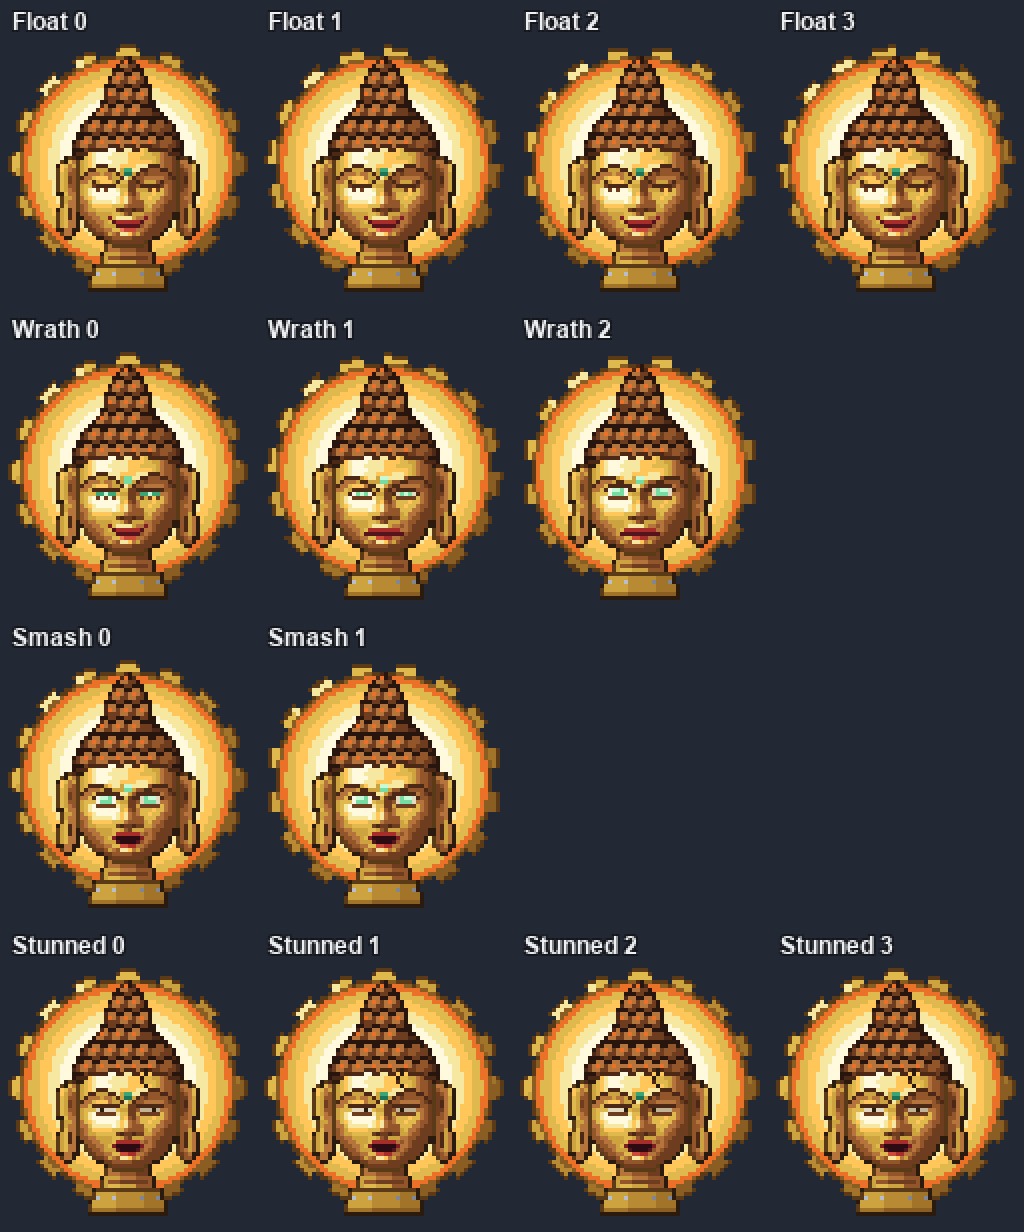 Float 0
Float 1
Float 2
Float 3
Wrath 0
Wrath 1
Wrath 2
Smash 0
Smash 1
Stunned 0
Stunned 1
Stunned 2
Stunned 3